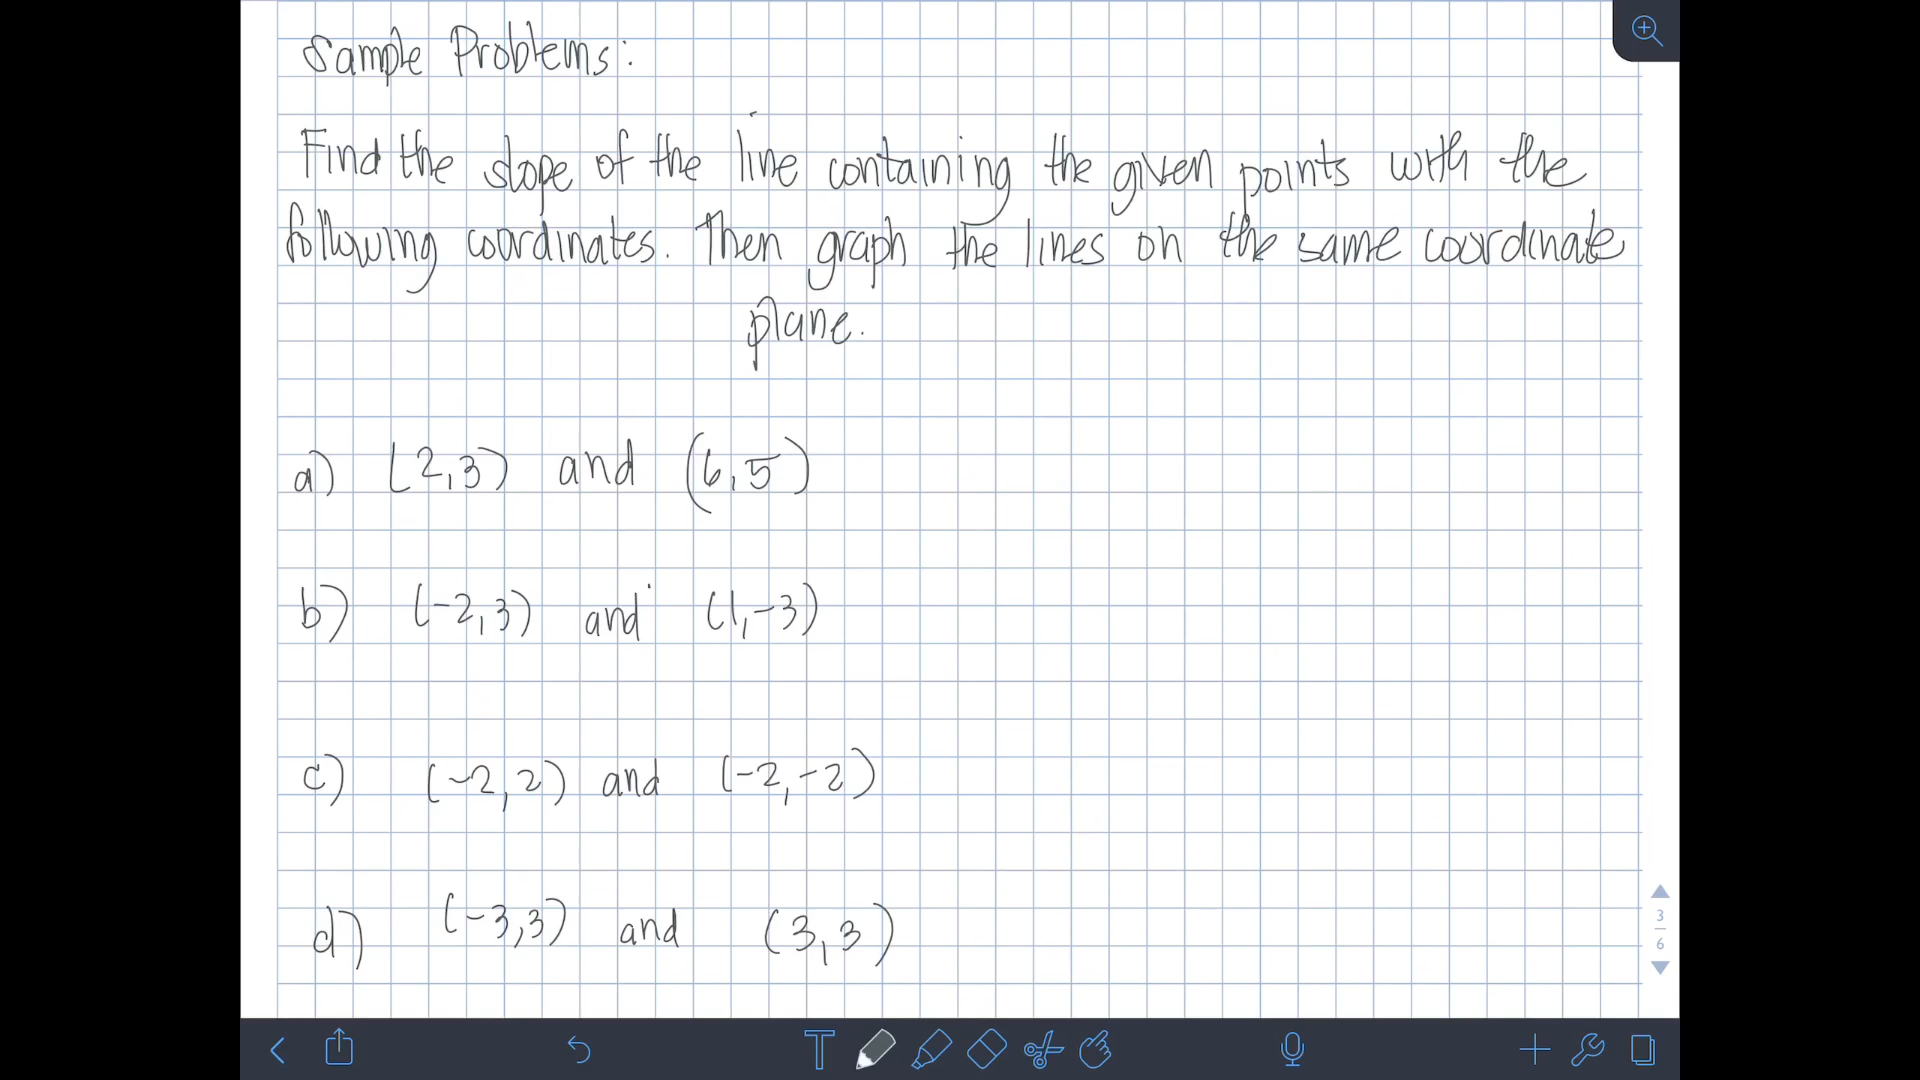 Sample Problems:
Find the slope of the line containing the given points with the
following coordinates. Then graph the lines on the same coordinate
plane.
a) (2,3) and (6,5)
b) (-2,3) and (1,-3)
c) (-2,2) and (-2,-2)
d) (-3,3) and (3,3)
3
6
T